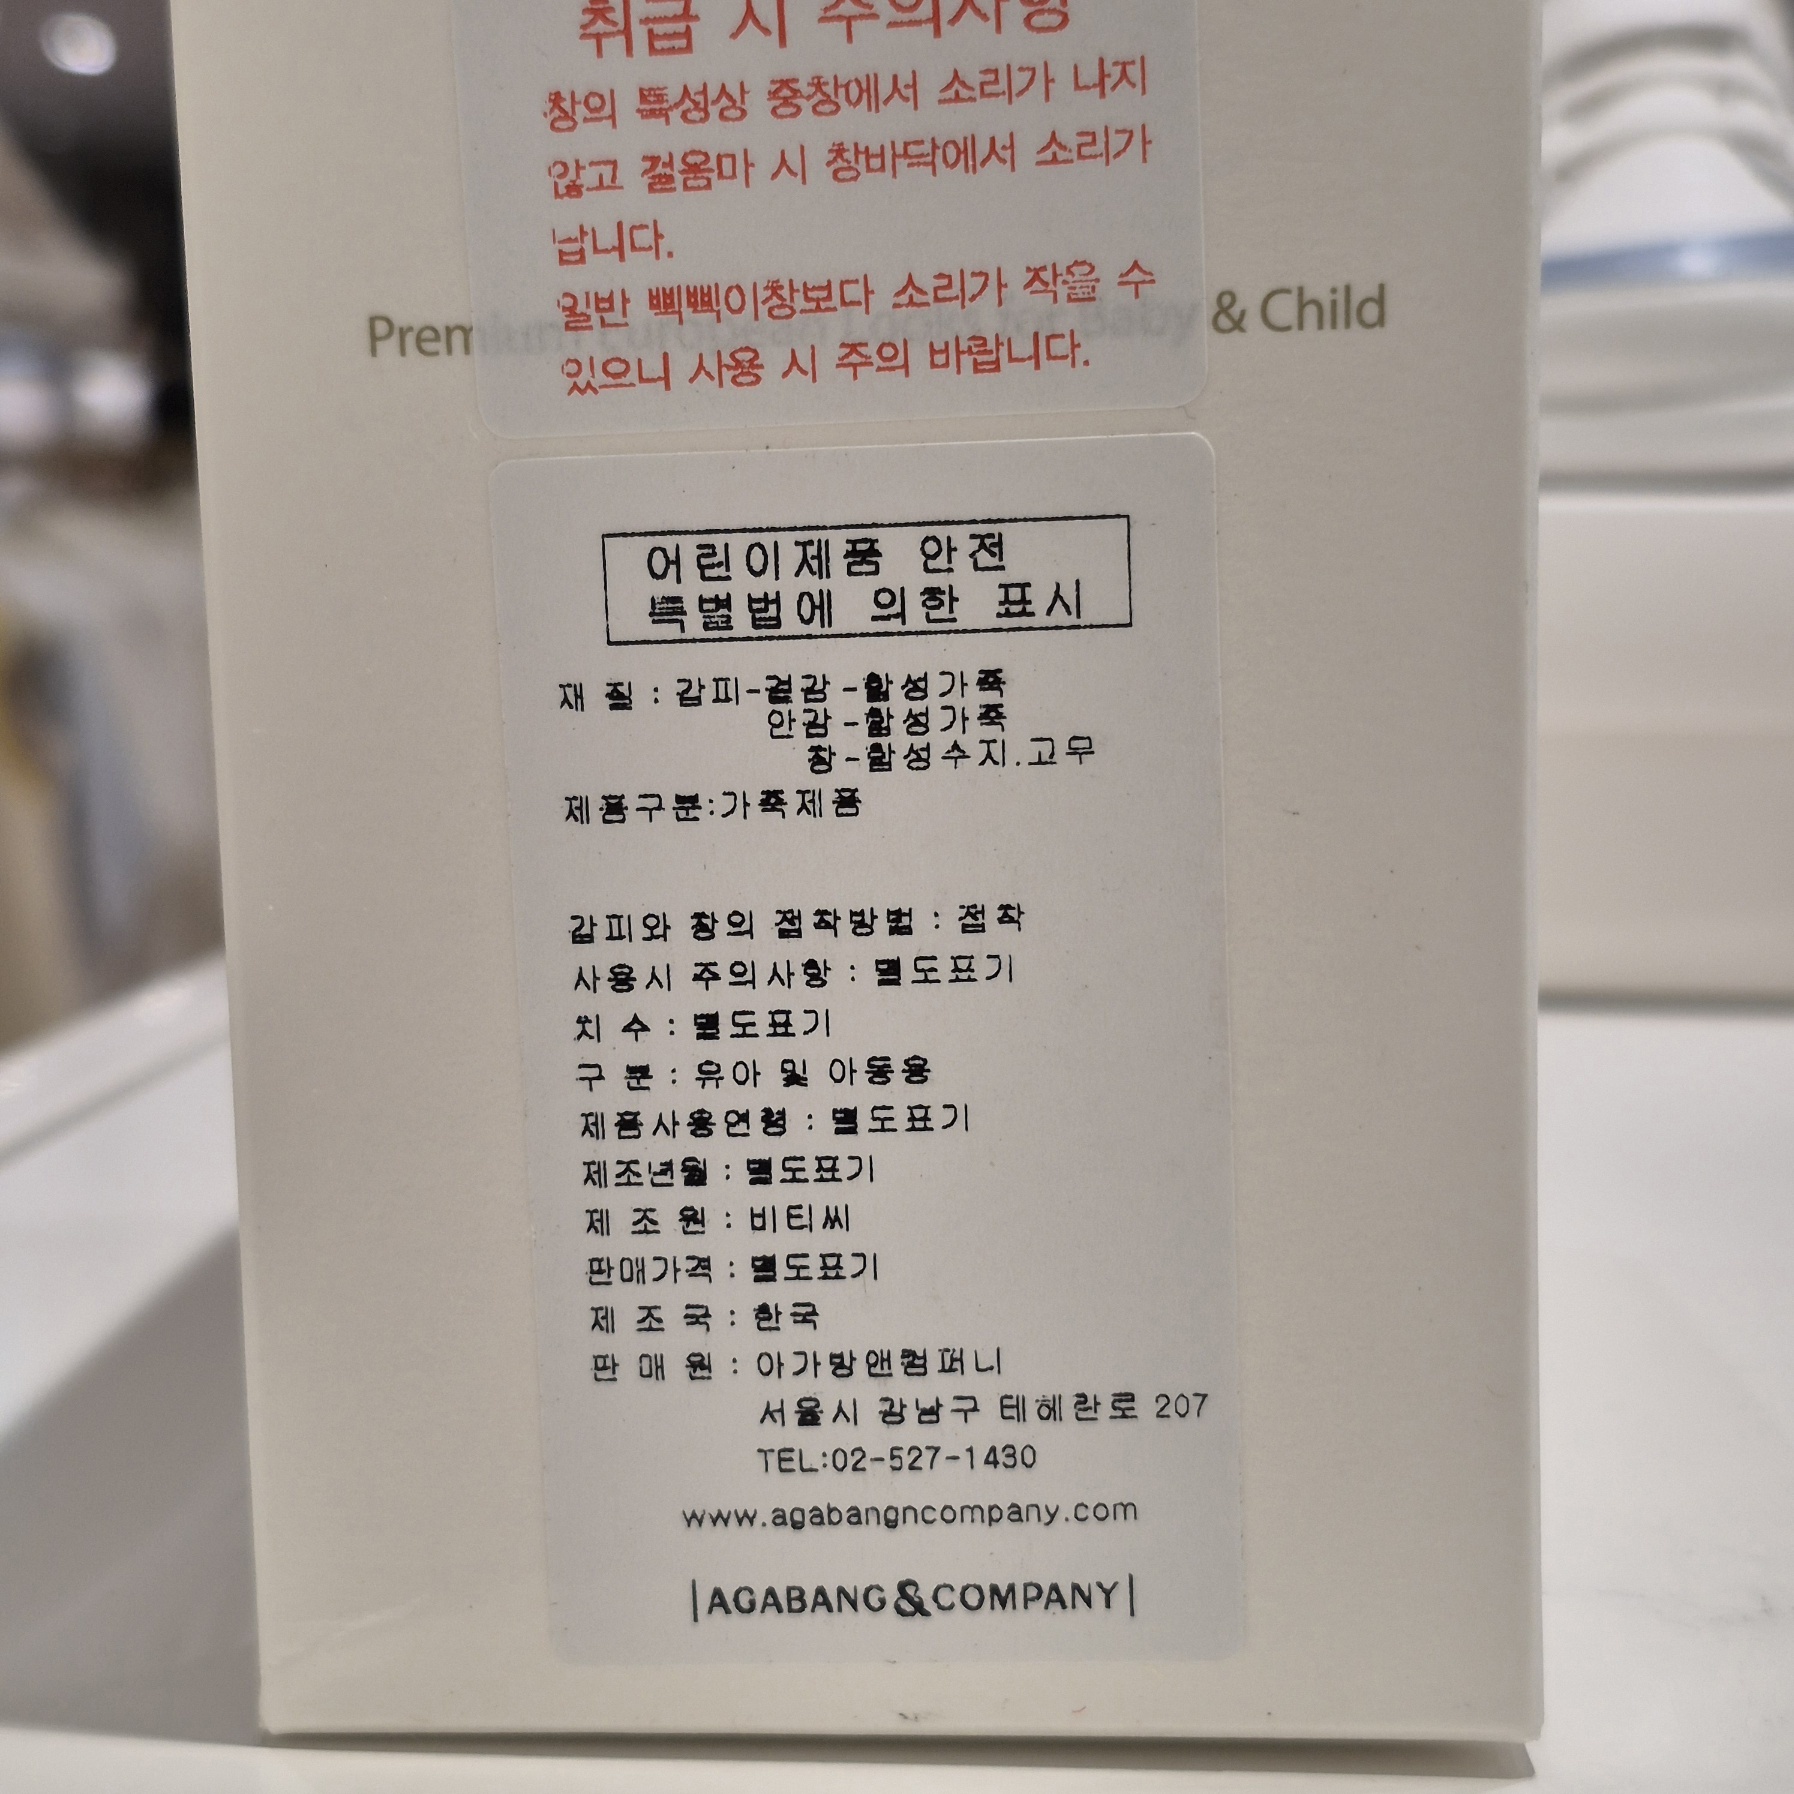 취급 시 주의사항
창의 특성상 중창에서 소리가 나지
않고 걸음마 시 창바닥에서 소리가
납니다.
일반 삑삑이창보다 소리가 작을 수
Premium European Looks for Baby & Child
있으니 사용 시 주의 바랍니다.
어린이제품 안전
특별법에 의한 표시
재 질 : 갑피-겉감-합성가죽
안감-합성가죽
창-합성수지.고무
제품구분:가죽제품
갑피와 창의 접착방법 : 접착
사용시 주의사항 : 별도표기
치 수 : 별도표기
구 분 : 유아 및 아동용
제품사용연령 : 별도표기
제조년월 : 별도표기
제 조 원 : 비티씨
판매가격 : 별도표기
제 조 국 : 한국
판 매 원 : 아가방앤컴퍼니
서울시 강남구 테헤란로 207
TEL:02-527-1430
www.agabangncompany.com
|AGABANG&COMPANY|